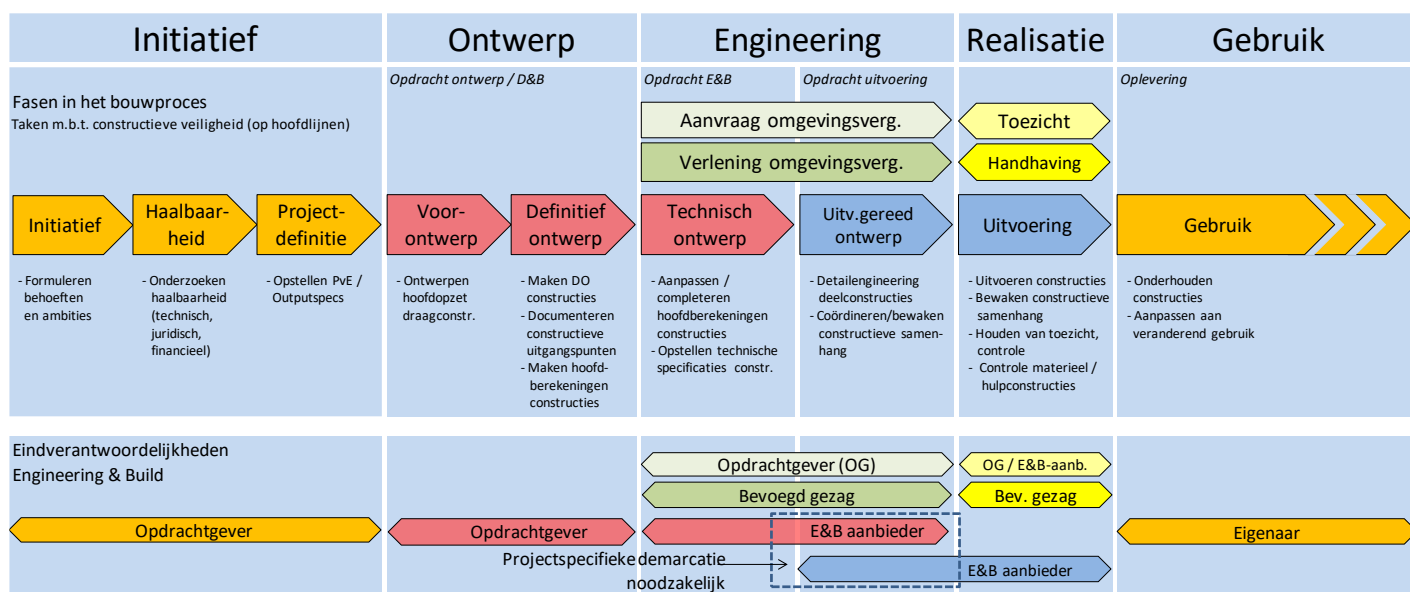 Initiatief
Ontwerp
Engineering
Realisatie
Gebruik
Opdracht ontwerp / D&B
Opdracht E&B
Opdracht uitvoering
Oplevering
Fasen in het bouwproces
Taken m.b.t. constructieve veiligheid (op hoofdlijnen)
Aanvraag omgevingsverg.
Toezicht
Verlening omgevingsverg.
Handhaving
Initiatief
Haalbaar-
heid
Project-
definitie
Voor-
ontwerp
Definitief
ontwerp
Technisch
ontwerp
Uitv.gereed
ontwerp
Uitvoering
Gebruik
- Formuleren
behoeften
en ambities
- Onderzoeken
haalbaarheid
(technisch,
juridisch,
financieel)
- Opstellen PvE /
Outputspecs
- Ontwerpen
hoofdopzet
draagconstr.
- Maken DO
constructies
- Documenteren
constructieve
uitgangspunten
- Maken hoofd-
berekeningen
constructies
- Aanpassen /
completeren
hoofdberekeningen
constructies
- Opstellen technische
specificaties constr.
- Detailengineering
deelconstructies
- Coördineren/bewaken
constructieve samen-
hang
- Uitvoeren constructies
- Bewaken constructieve
samenhang
- Houden van toezicht,
controle
- Controle materieel /
hulpconstructies
- Onderhouden
constructies
- Aanpassen aan
veranderend gebruik
Eindverantwoordelijkheden
Engineering & Build
Opdrachtgever (OG)
OG / E&B-aanb.
Bevoegd gezag
Bev. gezag
Opdrachtgever
Opdrachtgever
E&B aanbieder
Eigenaar
Projectspecifieke demarcatie
noodzakelijk
E&B aanbieder